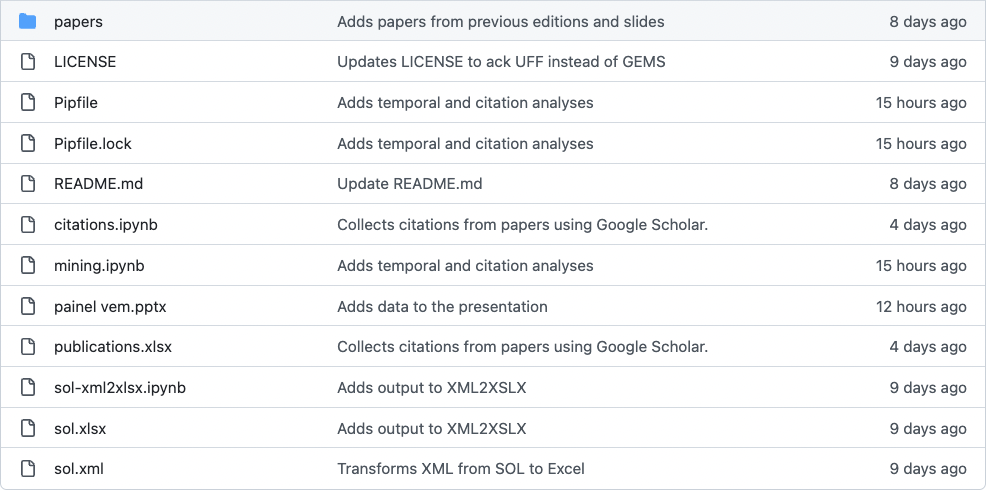 papers Adds papers from previous editions and slides 8 days ago
LICENSE Updates LICENSE to ack UFF instead of GEMS 9 days ago
Pipfile Adds temporal and citation analyses 15 hours ago
Pipfile.lock Adds temporal and citation analyses 15 hours ago
README.md Update README.md 8 days ago
citations.ipynb Collects citations from papers using Google Scholar. 4 days ago
mining.ipynb Adds temporal and citation analyses 15 hours ago
painel vem.pptx Adds data to the presentation 12 hours ago
publications.xlsx Collects citations from papers using Google Scholar. 4 days ago
sol-xml2xlsx.ipynb Adds output to XML2XSLX 9 days ago
sol.xlsx Adds output to XML2XSLX 9 days ago
sol.xml Transforms XML from SOL to Excel 9 days ago